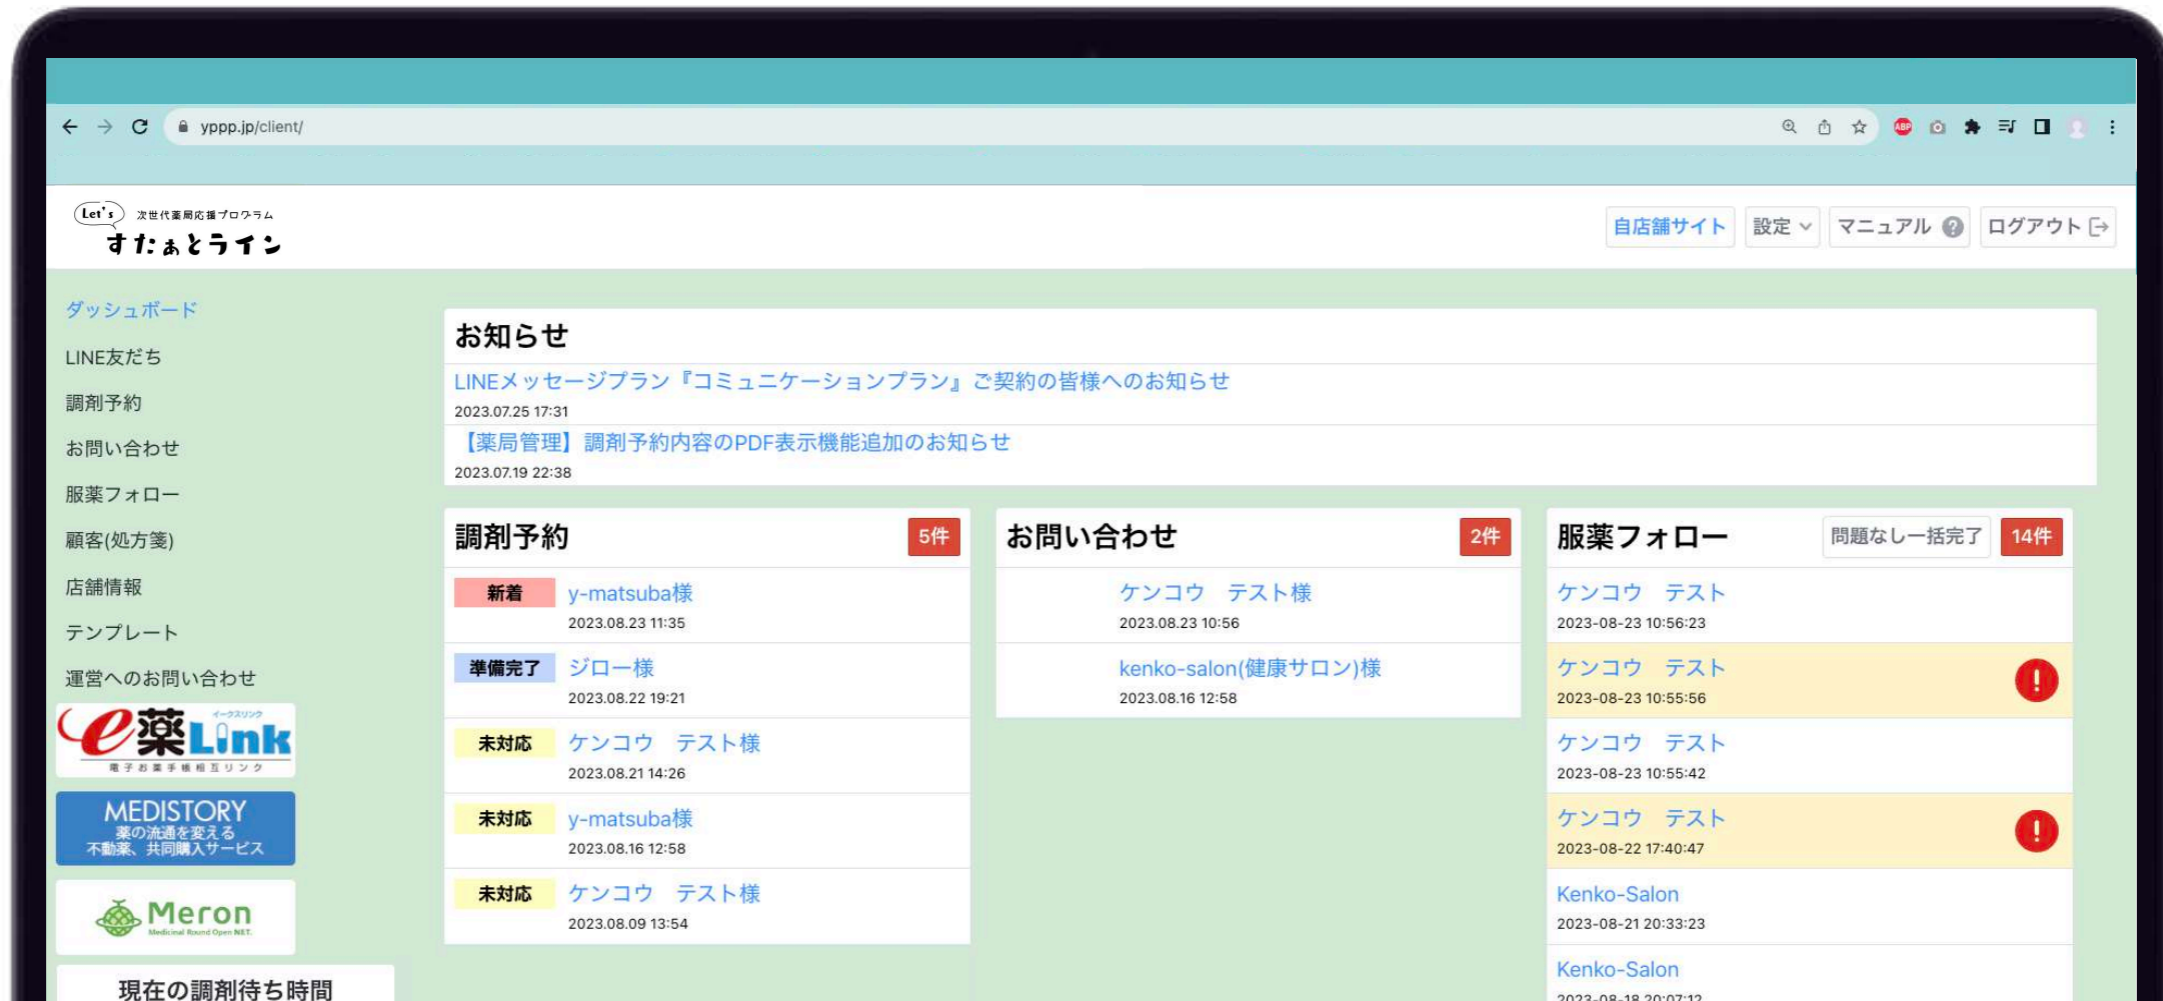 yppp.jp/client/
ABP
Let's 次世代薬局応援プログラム
すたぁとライン
自店舗サイト 設定 マニュアル ? ログアウト
ダッシュボード
LINE友だち
調剤予約
お問い合わせ
服薬フォロー
顧客(処方箋)
店舗情報
テンプレート
運営へのお問い合わせ
イークスリンク
e薬Link
電子お薬手帳相互リンク
MEDISTORY
薬の流通を変える
不動薬、共同購入サービス
Meron
Medicinal Round Open NET.
現在の調剤待ち時間
お知らせ
LINEメッセージプラン『コミュニケーションプラン』ご契約の皆様へのお知らせ
2023.07.25 17:31
【薬局管理】調剤予約内容のPDF表示機能追加のお知らせ
2023.07.19 22:38
調剤予約 5件
新着 y-matsuba様
2023.08.23 11:35
準備完了 ジロー様
2023.08.22 19:21
未対応 ケンコウ　テスト様
2023.08.21 14:26
未対応 y-matsuba様
2023.08.16 12:58
未対応 ケンコウ　テスト様
2023.08.09 13:54
お問い合わせ 2件
ケンコウ　テスト様
2023.08.23 10:56
kenko-salon(健康サロン)様
2023.08.16 12:58
服薬フォロー 問題なし一括完了 14件
ケンコウ　テスト
2023-08-23 10:56:23
ケンコウ　テスト
2023-08-23 10:55:56
ケンコウ　テスト
2023-08-23 10:55:42
ケンコウ　テスト
2023-08-22 17:40:47
Kenko-Salon
2023-08-21 20:33:23
Kenko-Salon
2023-08-18 20:07:12